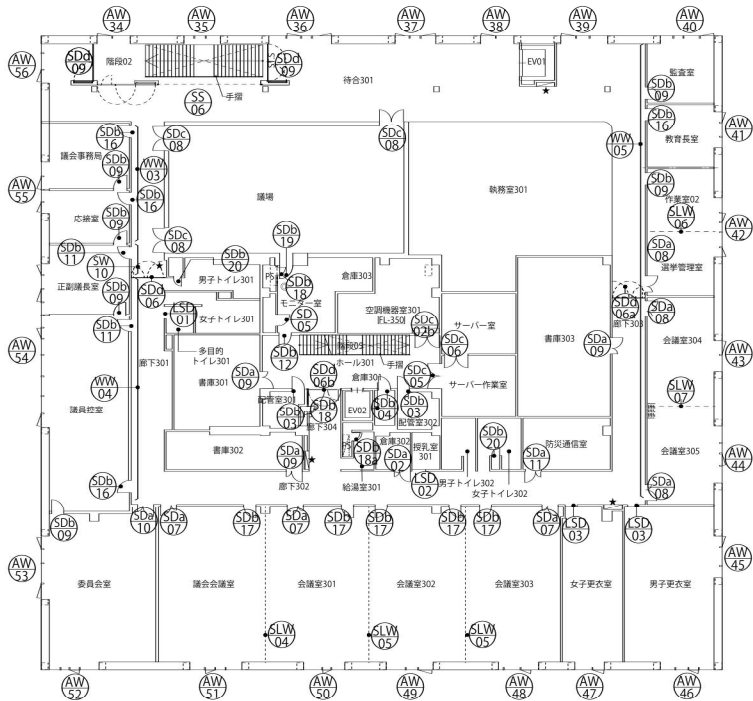 AW
34
AW
35
AW
36
AW
37
AW
38
AW
39
AW
40
AW
56
SDd
09
階段02
SS
SDd
09
手摺
SS
06
待合301
EV01
★
監査室
SDb
09
SDb
16
教育長室
AW
41
SDb
16
議会事務局
SDb
09
WW
03
SDc
08
SDc
08
WW
05
AW
55
議場
執務室301
SDb
16
SDb
09
応接室
SDb
09
作業室02
SLW
06
AW
42
SDc
08
SDb
19
SDb
11
SW
10
★
SDb
20
SDa
08
選挙管理室
正副議長室
SDd
06
男子トイレ301
PS
SDb
18
倉庫303
モニター室
SDd
06a
廊下303
SDb
09
LSD
01
女子トイレ301
SD
05
空調機器室301
[FL-350]
SDc
02b
サーバー室
SDa
08
SDb
11
会議室304
AW
54
廊下301
多目的
トイレ301
SDb
12
階段09
ホール301
手摺
SDc
06
書庫303
SDa
09
AW
43
書庫301
SDa
09
SDd
06b
倉庫301
SDc
05
サーバー作業室
WW
04
SLW
07
配管室301
SDb
03
SDb
18
EV02
SDb
04
SDb
03
配管室302
議員控室
廊下304
PS
倉庫302
授乳室
301
SDb
20
防災通信室
書庫302
SDa
09
★
SDb
18a
SDa
02
SDa
11
会議室305
AW
44
給湯室301
LSD
02
男子トイレ302
女子トイレ302
SDb
16
廊下302
SDa
08
SDb
09
SDa
10
SDa
07
SDb
17
SDa
07
SDb
17
SDb
17
SDb
17
SDb
17
SDa
07
LSD
03
★
LSD
03
AW
53
AW
45
委員会室
議会会議室
会議室301
会議室302
会議室303
女子更衣室
男子更衣室
SLW
04
SLW
05
SLW
05
AW
52
AW
51
AW
50
AW
49
AW
48
AW
47
AW
46